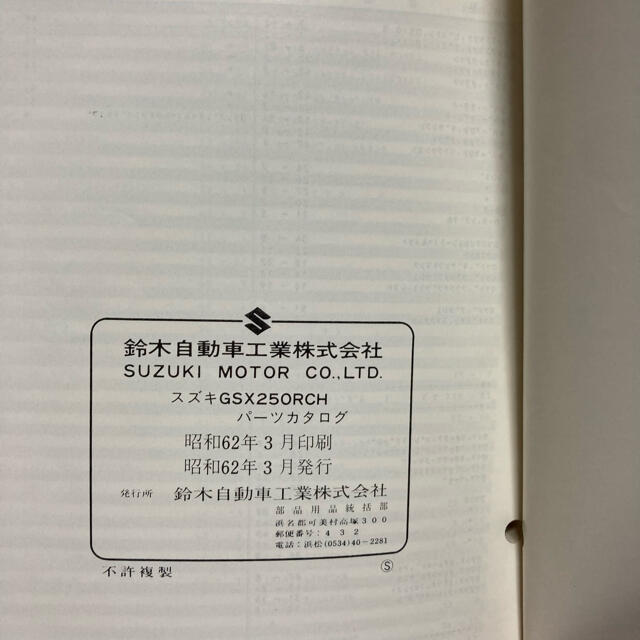 鈴木自動車工業株式会社
SUZUKI MOTOR CO.,LTD.
スズキGSX250RCH
パーツカタログ
昭和62年3月印刷
昭和62年3月発行
発行所 鈴木自動車工業株式会社
部品用品統括部
浜名郡可美村高塚300
郵便番号:432
電話:浜松(0534)40-2281
不許複製 Ⓢ